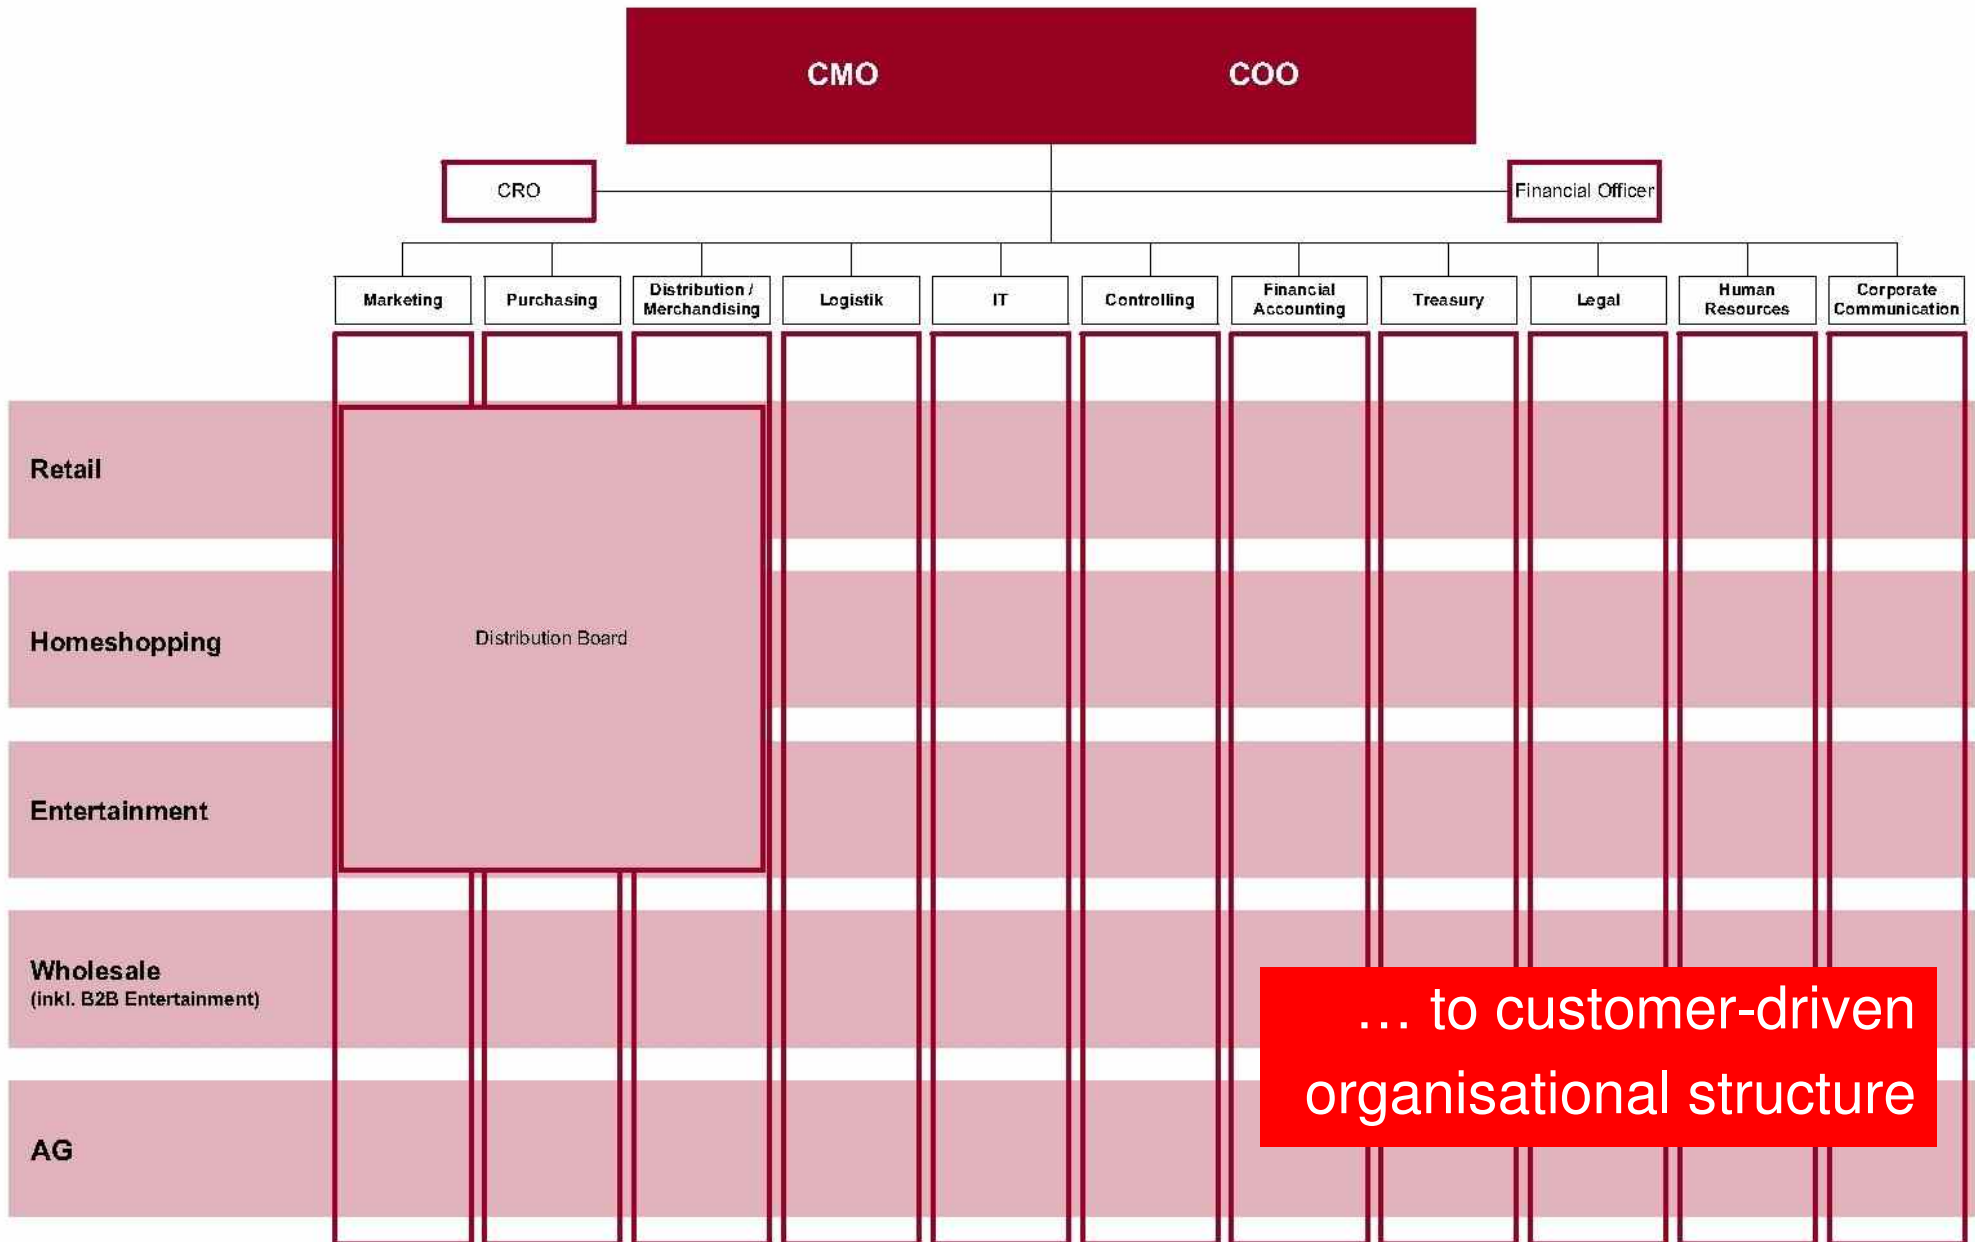 CMO
COO
CRO
Financial Officer
Marketing
Purchasing
Distribution /
Merchandising
Logistik
IT
Controlling
Financial
Accounting
Treasury
Legal
Human
Resources
Corporate
Communication
Retail
Homeshopping
Distribution Board
Entertainment
Wholesale
(inkl. B2B Entertainment)
… to customer-driven
organisational structure
AG